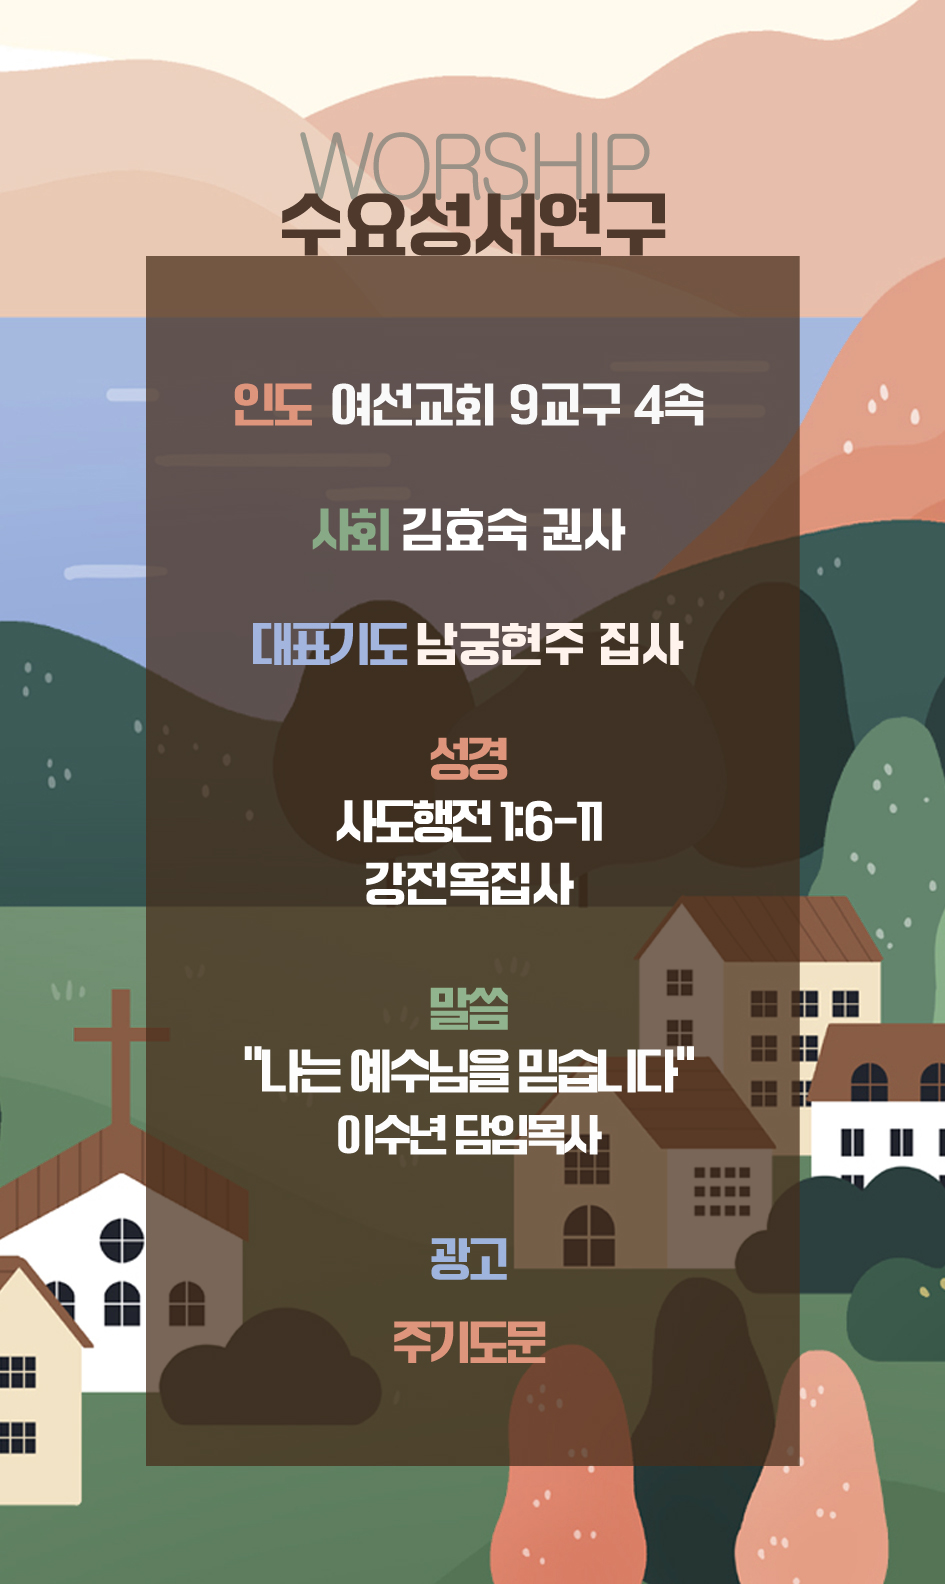 WORSHIP
수요성서연구
인도 여선교회 9교구 4속
사회 김효숙 권사
대표기도 남궁현주 집사
성경
사도행전 1:6-11
강전옥집사
말씀
"나는 예수님을 믿습니다"
이수년 담임목사
광고
주기도문